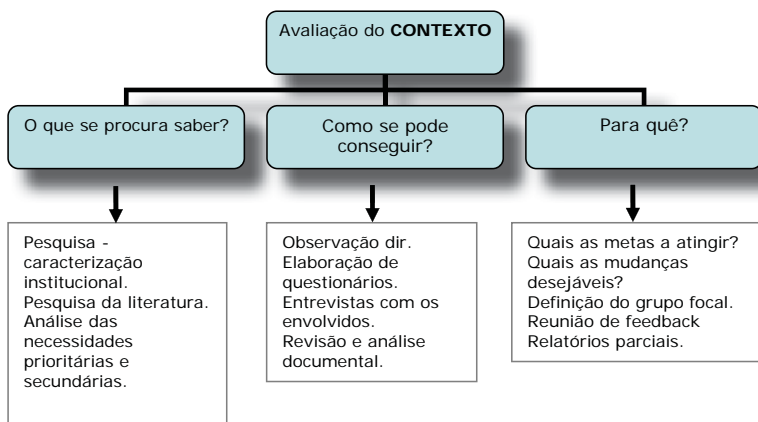 Avaliação do CONTEXTO
O que se procura saber?
Como se pode
conseguir?
Para quê?
Pesquisa -
caracterização
institucional.
Pesquisa da literatura.
Análise das
necessidades
prioritárias e
secundárias.
Observação dir.
Elaboração de
questionários.
Entrevistas com os
envolvidos.
Revisão e análise
documental.
Quais as metas a atingir?
Quais as mudanças
desejáveis?
Definição do grupo focal.
Reunião de feedback
Relatórios parciais.